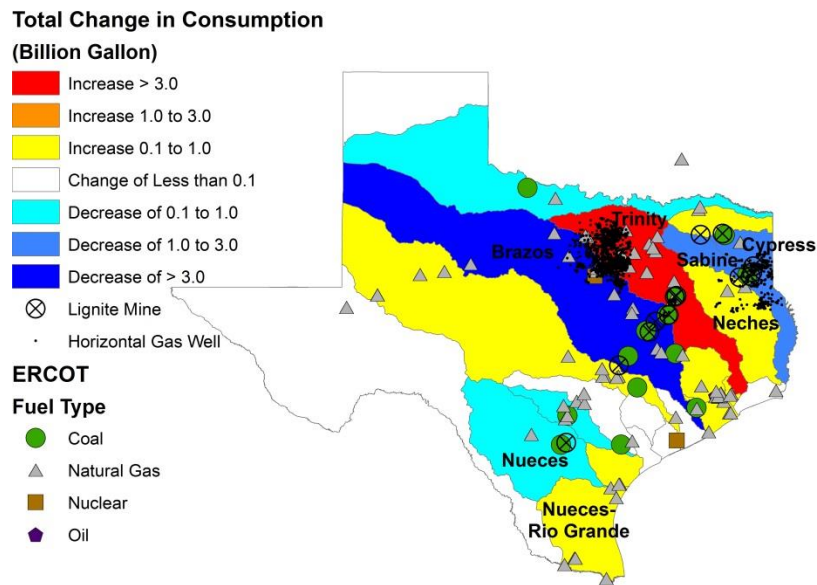 Total Change in Consumption
(Billion Gallon)
Increase > 3.0
Increase 1.0 to 3.0
Increase 0.1 to 1.0
Change of Less than 0.1
Decrease of 0.1 to 1.0
Decrease of 1.0 to 3.0
Decrease of > 3.0
Lignite Mine
Horizontal Gas Well
ERCOT
Fuel Type
Coal
Natural Gas
Nuclear
Oil
Trinity
Brazos
Cypress
Sabine
Neches
Nueces
Nueces-
Rio Grande